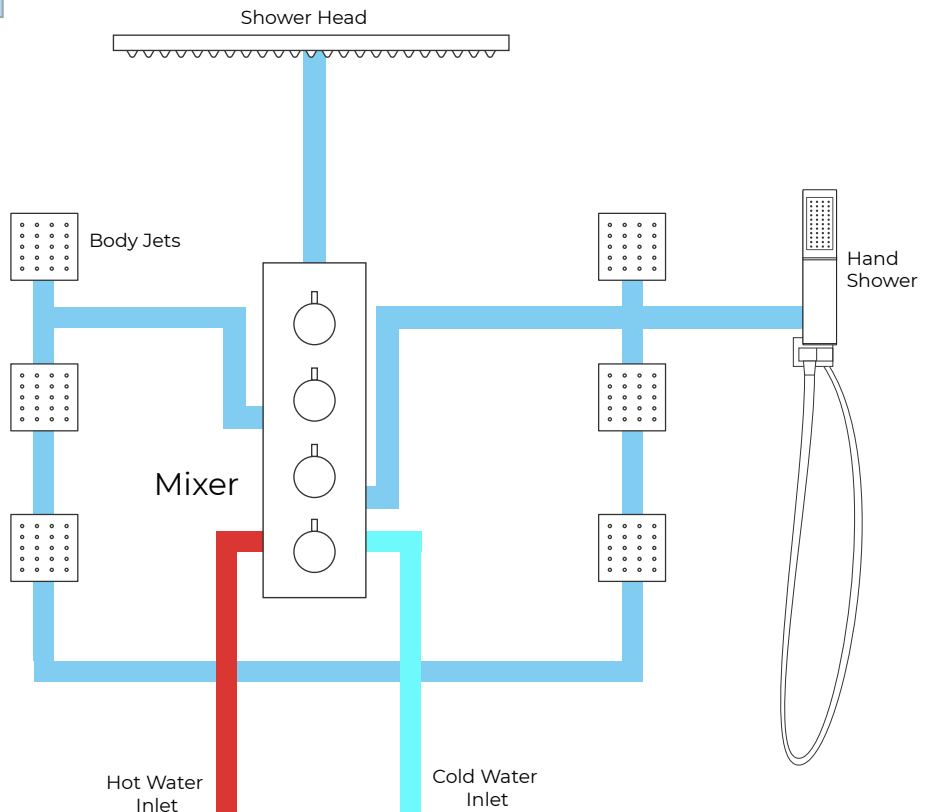 Shower Head
Body Jets
Hand
Shower
Mixer
Hot Water
Inlet
Cold Water
Inlet